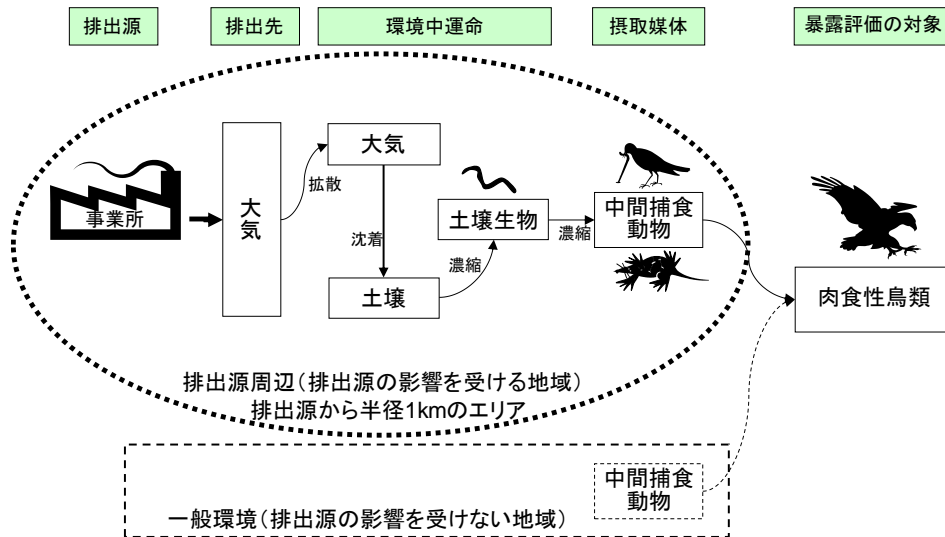 排出源
排出先
環境中運命
摂取媒体
暴露評価の対象
事業所
大
気
拡散
大気
沈着
土壌
濃縮
土壌生物
濃縮
中間捕食
動物
肉食性鳥類
排出源周辺(排出源の影響を受ける地域)
排出源から半径1kmのエリア
中間捕食
動物
一般環境(排出源の影響を受けない地域)